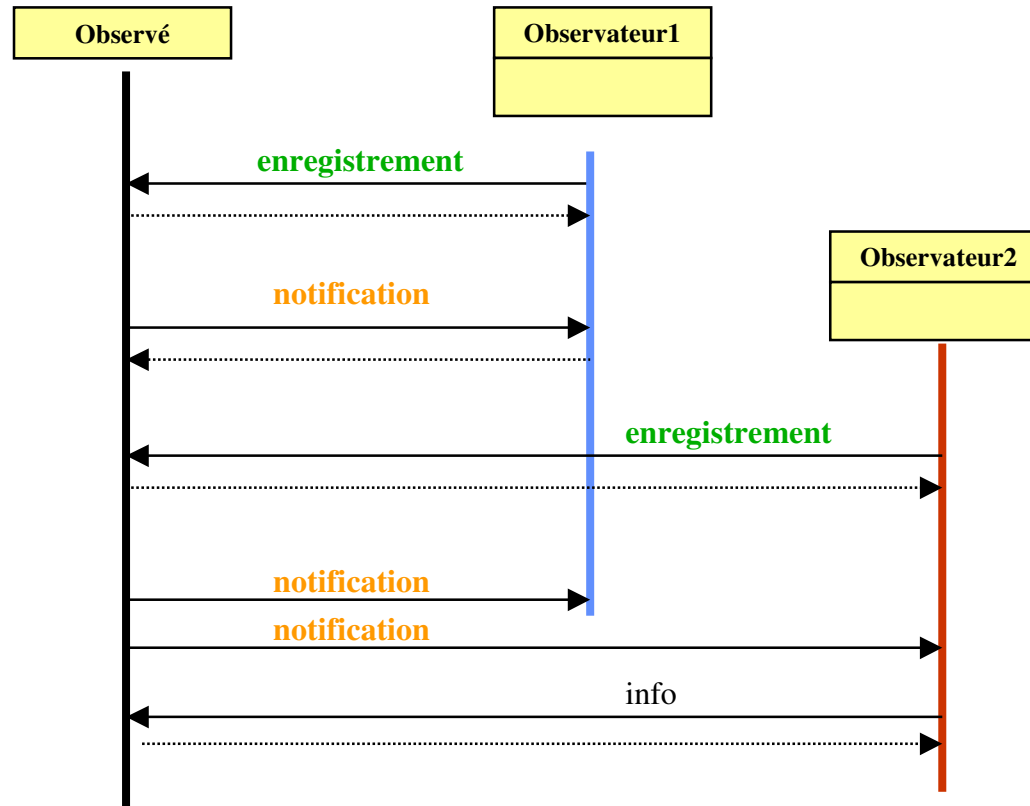 Observé
Observateur1
enregistrement
Observateur2
notification
enregistrement
notification
notification
info